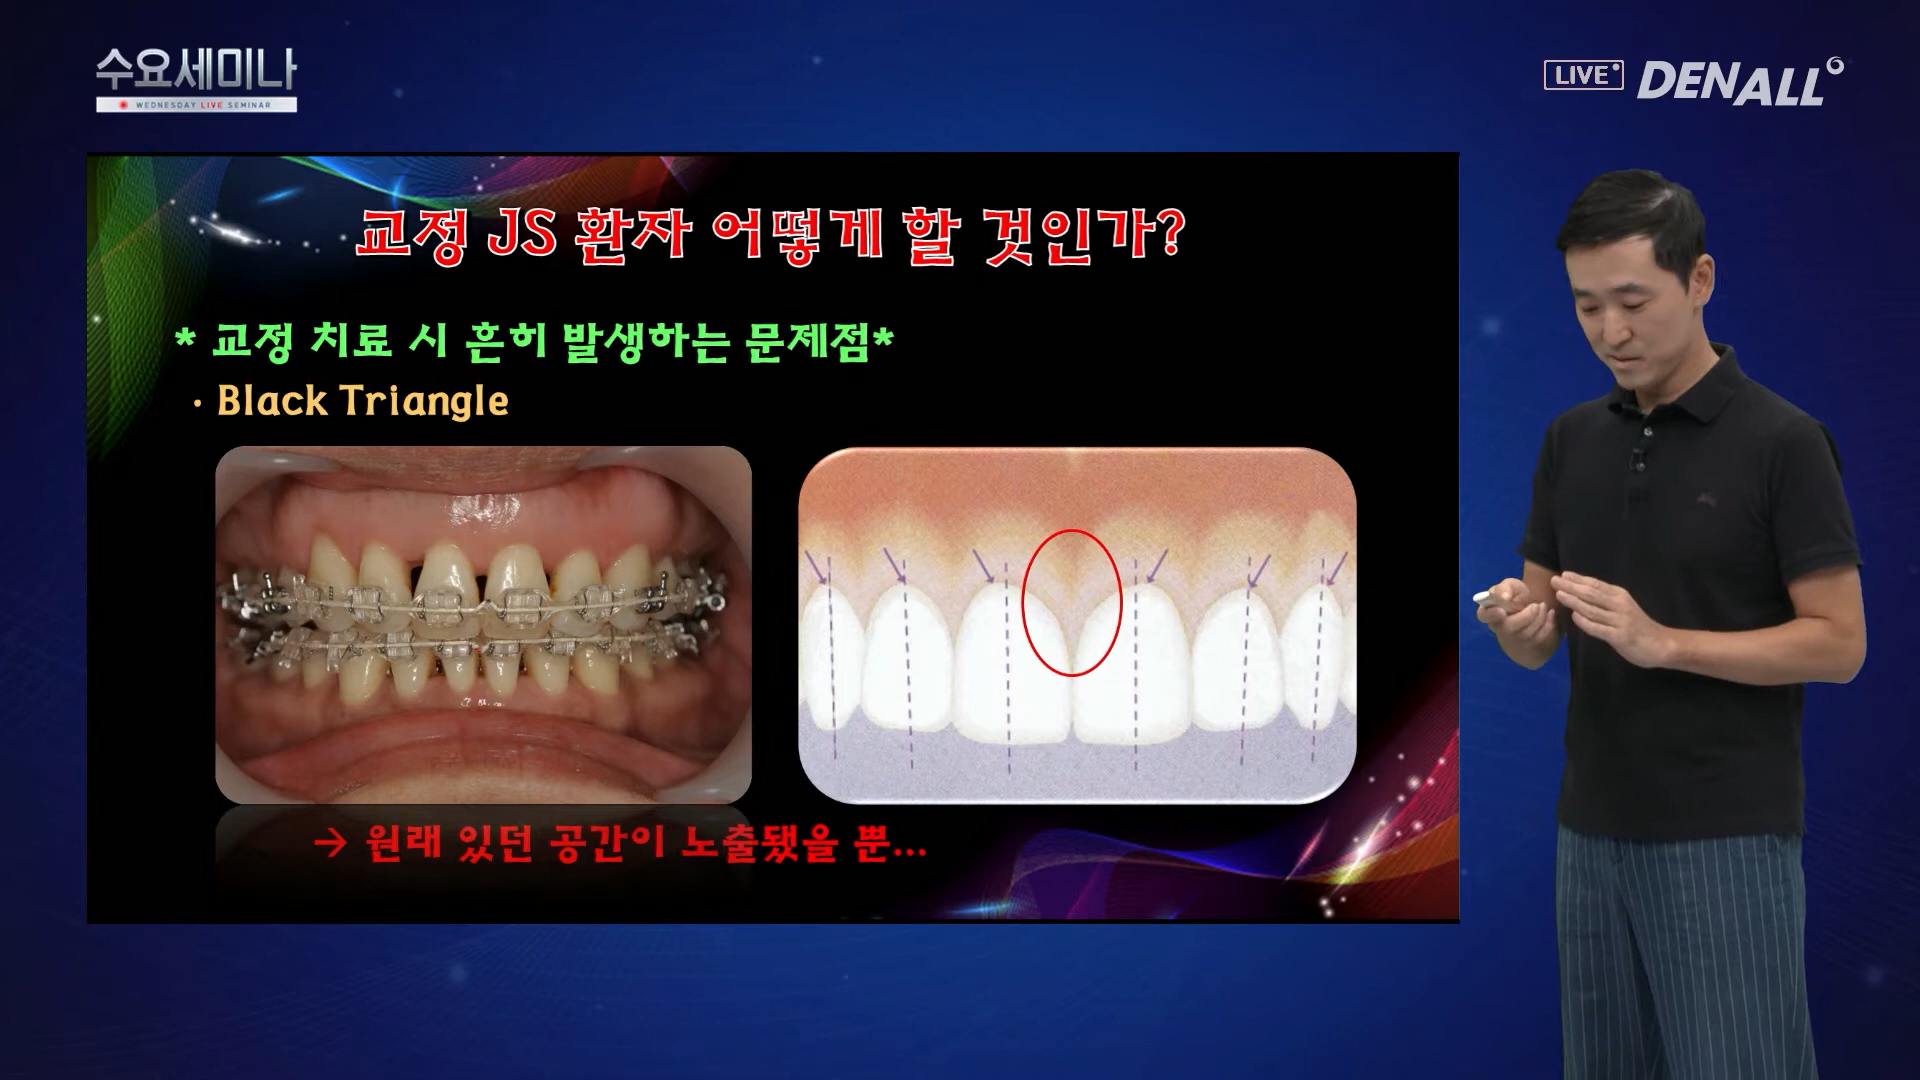 수요세미나
WEDNESDAY LIVE SEMINAR
LIVE DENALL
교정 JS 환자 어떻게 할 것인가?
* 교정 치료 시 흔히 발생하는 문제점*
· Black Triangle
→ 원래 있던 공간이 노출됐을 뿐...